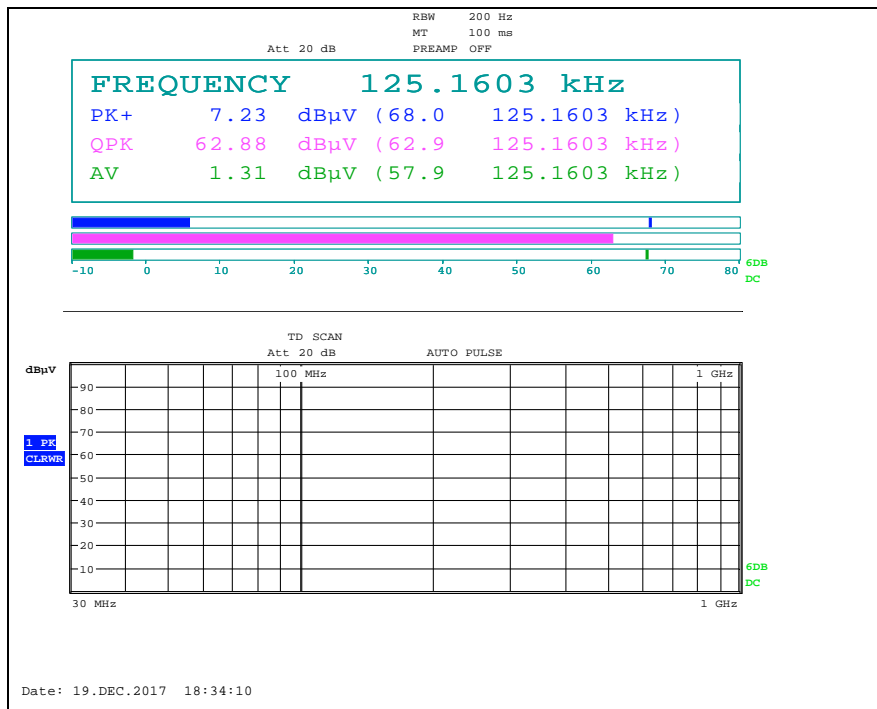 RBW 200 Hz
MT 100 ms
Att 20 dB PREAMP OFF
FREQUENCY 125.1603 kHz
PK+ 7.23 dBµV (68.0 125.1603 kHz)
QPK 62.88 dBµV (62.9 125.1603 kHz)
AV 1.31 dBµV (57.9 125.1603 kHz)
-10 0 10 20 30 40 50 60 70 80
6DB
DC
TD SCAN
Att 20 dB AUTO PULSE
dBµV
100 MHz 1 GHz
90
80
70
1 PK
CLRWR
60
50
40
30
20
10
6DB
DC
30 MHz 1 GHz
Date: 19.DEC.2017 18:34:10